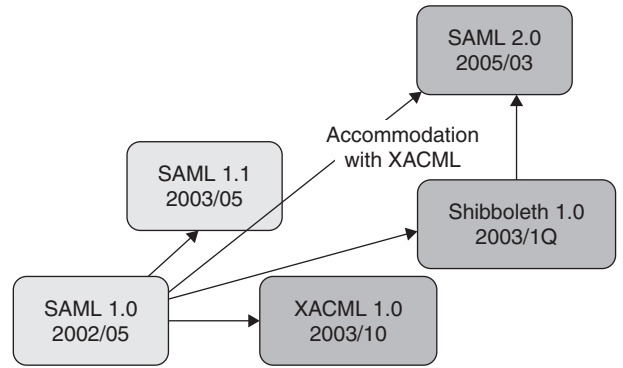 SAML 2.0
2005/03
Accommodation
with XACML
SAML 1.1
2003/05
Shibboleth 1.0
2003/1Q
SAML 1.0
2002/05
XACML 1.0
2003/10